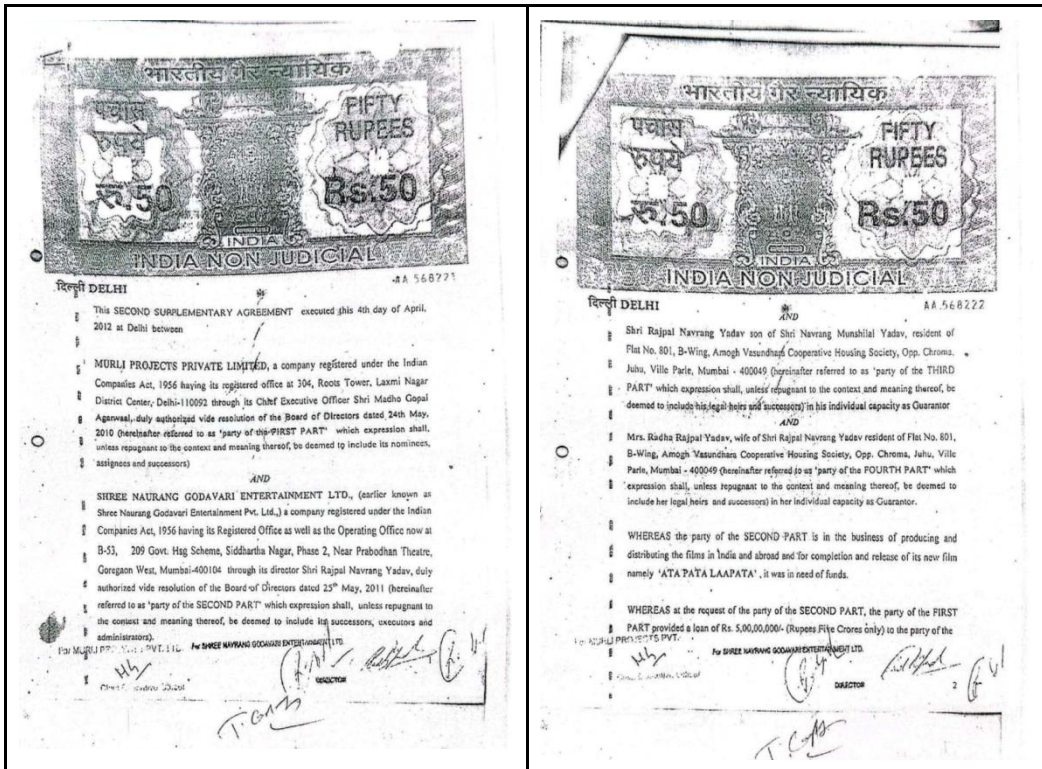 भारतीय गैर न्यायिक
पचास
रुपये
रु.50
FIFTY
RUPEES
Rs.50
INDIA
INDIA NON JUDICIAL
दिल्ली DELHI
AA 568221
This SECOND SUPPLEMENTARY AGREEMENT executed this 4th day of April,
2012 at Delhi between
MURLI PROJECTS PRIVATE LIMITED, a company registered under the Indian
Companies Act, 1956 having its registered office at 304, Roots Tower, Laxmi Nagar
District Center, Delhi-110092 through its Chief Executive Officer Shri Madho Gopal
Agarwal, duly authorized vide resolution of the Board of Directors dated 24th May,
2010 (hereinafter referred to as 'party of the FIRST PART' which expression shall,
unless repugnant to the context and meaning thereof, be deemed to include its nominees,
assignees and successors)
AND
SHREE NAURANG GODAVARI ENTERTAINMENT LTD., (earlier known as
Shree Naurang Godavari Entertainment Pvt. Ltd.,) a company registered under the Indian
Companies Act, 1956 having its Registered Office as well as the Operating Office now at
B-53, 209 Govt. Hsg Scheme, Siddhartha Nagar, Phase 2, Near Prabodhan Theatre,
Goregaon West, Mumbai-400104 through its director Shri Rajpal Navrang Yadav, duly
authorized vide resolution of the Board of Directors dated 25th May, 2011 (hereinafter
referred to as 'party of the SECOND PART' which expression shall, unless repugnant to
the context and meaning thereof, be deemed to include its successors, executors and
administrators).
For MURLI PVT. LTD.
For SHREE NAVRANG GODAVARI ENTERTAINMENT LTD.
DIRECTOR
भारतीय गैर न्यायिक
पचास
रुपये
रु.50
FIFTY
RUPEES
Rs.50
INDIA
INDIA NON JUDICIAL
दिल्ली DELHI
AA 568222
AND
Shri Rajpal Navrang Yadav son of Shri Navrang Munshilal Yadav, resident of
Flat No. 801, B-Wing, Amogh Vasundhara Cooperative Housing Society, Opp. Chroma,
Juhu, Ville Parle, Mumbai - 400049 (hereinafter referred to as 'party of the THIRD
PART' which expression shall, unless repugnant to the context and meaning thereof, be
deemed to include his legal heirs and successors) in his individual capacity as Guarantor
AND
Mrs. Radha Rajpal Yadav, wife of Shri Rajpal Navrang Yadav resident of Flat No. 801,
B-Wing, Amogh Vasundhara Cooperative Housing Society, Opp. Chroma, Juhu, Ville
Parle, Mumbai - 400049 (hereinafter referred to as 'party of the FOURTH PART' which
expression shall, unless repugnant to the context and meaning thereof, be deemed to
include her legal heirs and successors) in her individual capacity as Guarantor.
WHEREAS the party of the SECOND PART is in the business of producing and
distributing the films in India and abroad and for completion and release of its new film
namely 'ATA PATA LAAPATA', it was in need of funds.
WHEREAS at the request of the party of the SECOND PART, the party of the FIRST
PART provided a loan of Rs. 5,00,00,000/- (Rupees Five Crores only) to the party of the
For MURLI PROJECTS PVT.
For SHREE NAVRANG GODAVARI ENTERTAINMENT LTD.
DIRECTOR
2